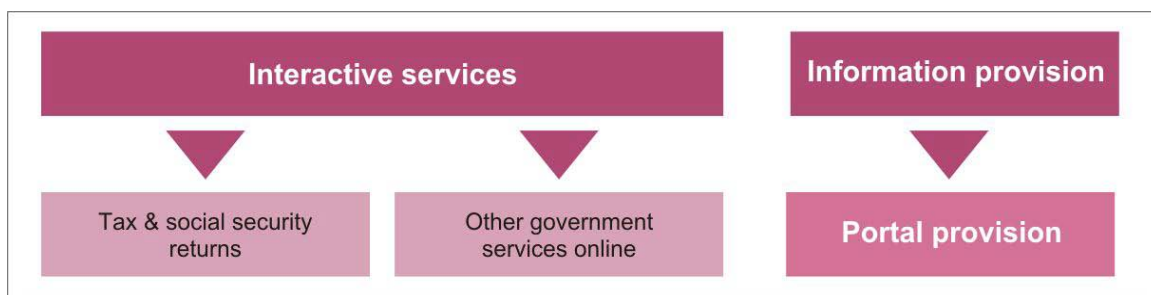 Interactive services
Information provision
Tax & social security
returns
Other government
services online
Portal provision